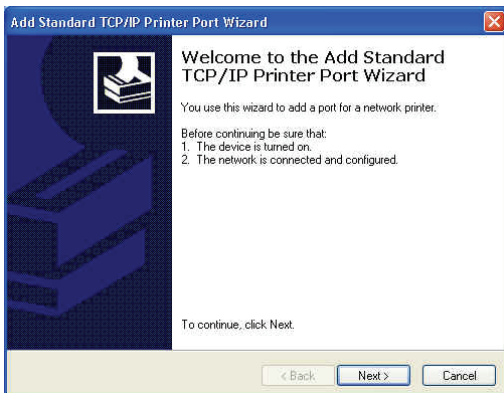 Add Standard TCP/IP Printer Port Wizard
Welcome to the Add Standard
TCP/IP Printer Port Wizard
You use this wizard to add a port for a network printer.
Before continuing be sure that:
1. The device is turned on.
2. The network is connected and configured.
To continue, click Next.
< Back
Next >
Cancel